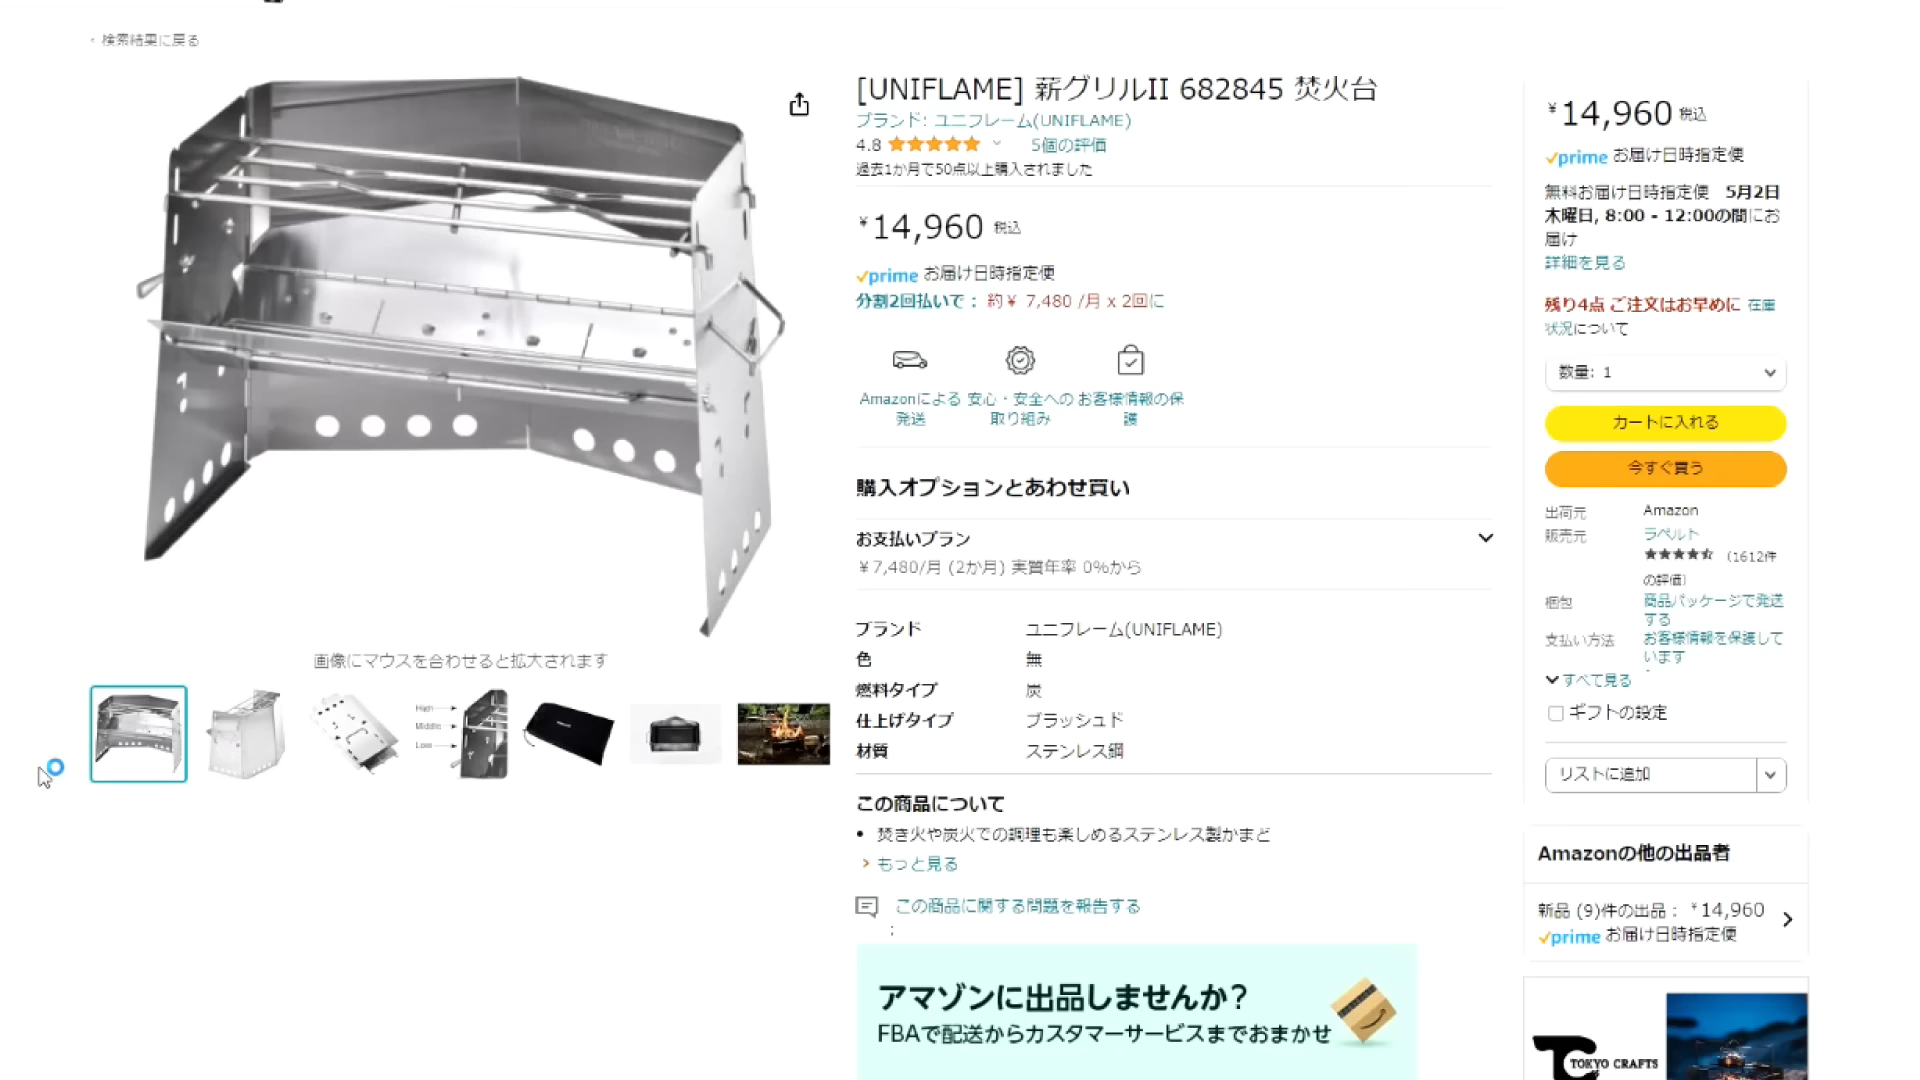 ‹ 検索結果に戻る
[UNIFLAME] 薪グリルII 682845 焚火台
ブランド: ユニフレーム(UNIFLAME)
4.8 5個の評価
過去1か月で50点以上購入されました
¥14,960 税込
prime お届け日時指定便
分割2回払いで： 約¥ 7,480 /月 x 2回に
Amazonによる発送
安心・安全への取り組み
お客様情報の保護
購入オプションとあわせ買い
お支払いプラン
¥7,480/月 (2か月) 実質年率 0%から
ブランド ユニフレーム(UNIFLAME)
色 無
燃料タイプ 炭
仕上げタイプ ブラッシュド
材質 ステンレス鋼
この商品について
• 焚き火や炭火での調理も楽しめるステンレス製かまど
› もっと見る
この商品に関する問題を報告する
:
アマゾンに出品しませんか？
FBAで配送からカスタマーサービスまでおまかせ
画像にマウスを合わせると拡大されます
High
Middle
Low
¥14,960 税込
prime お届け日時指定便
無料お届け日時指定便 5月2日
木曜日, 8:00 - 12:00の間にお
届け
詳細を見る
残り4点 ご注文はお早めに 在庫
状況について
数量: 1
カートに入れる
今すぐ買う
出荷元 Amazon
販売元 ラベルト
(1612件
の評価)
梱包 商品パッケージで発送
する
支払い方法 お客様情報を保護して
います
すべて見る
ギフトの設定
リストに追加
Amazonの他の出品者
新品 (9)件の出品： ¥14,960
prime お届け日時指定便
TOKYO CRAFTS